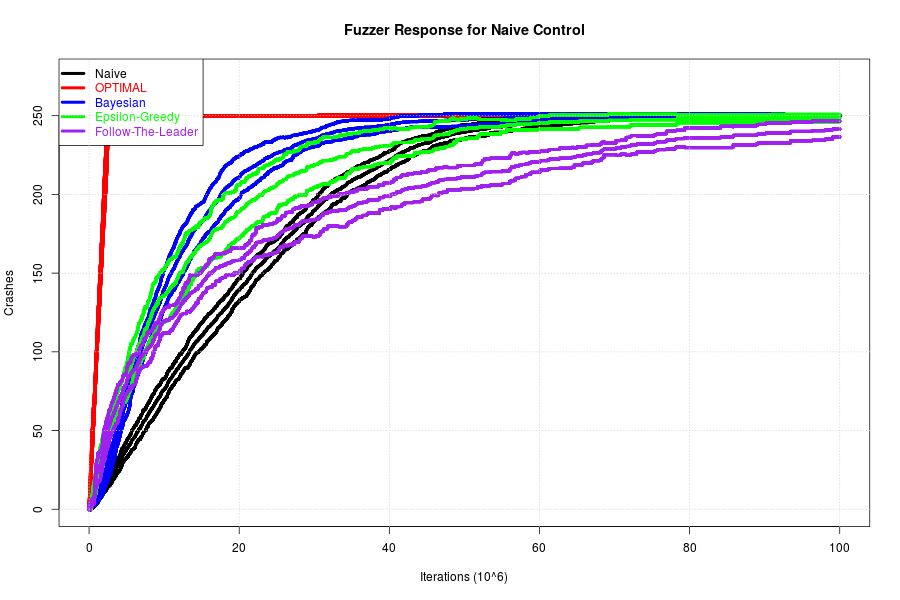 Fuzzer Response for Naive Control
Naive
OPTIMAL
Bayesian
Epsilon-Greedy
Follow-The-Leader
Crashes
250
200
150
100
50
0
0 20 40 60 80 100
Iterations (10^6)